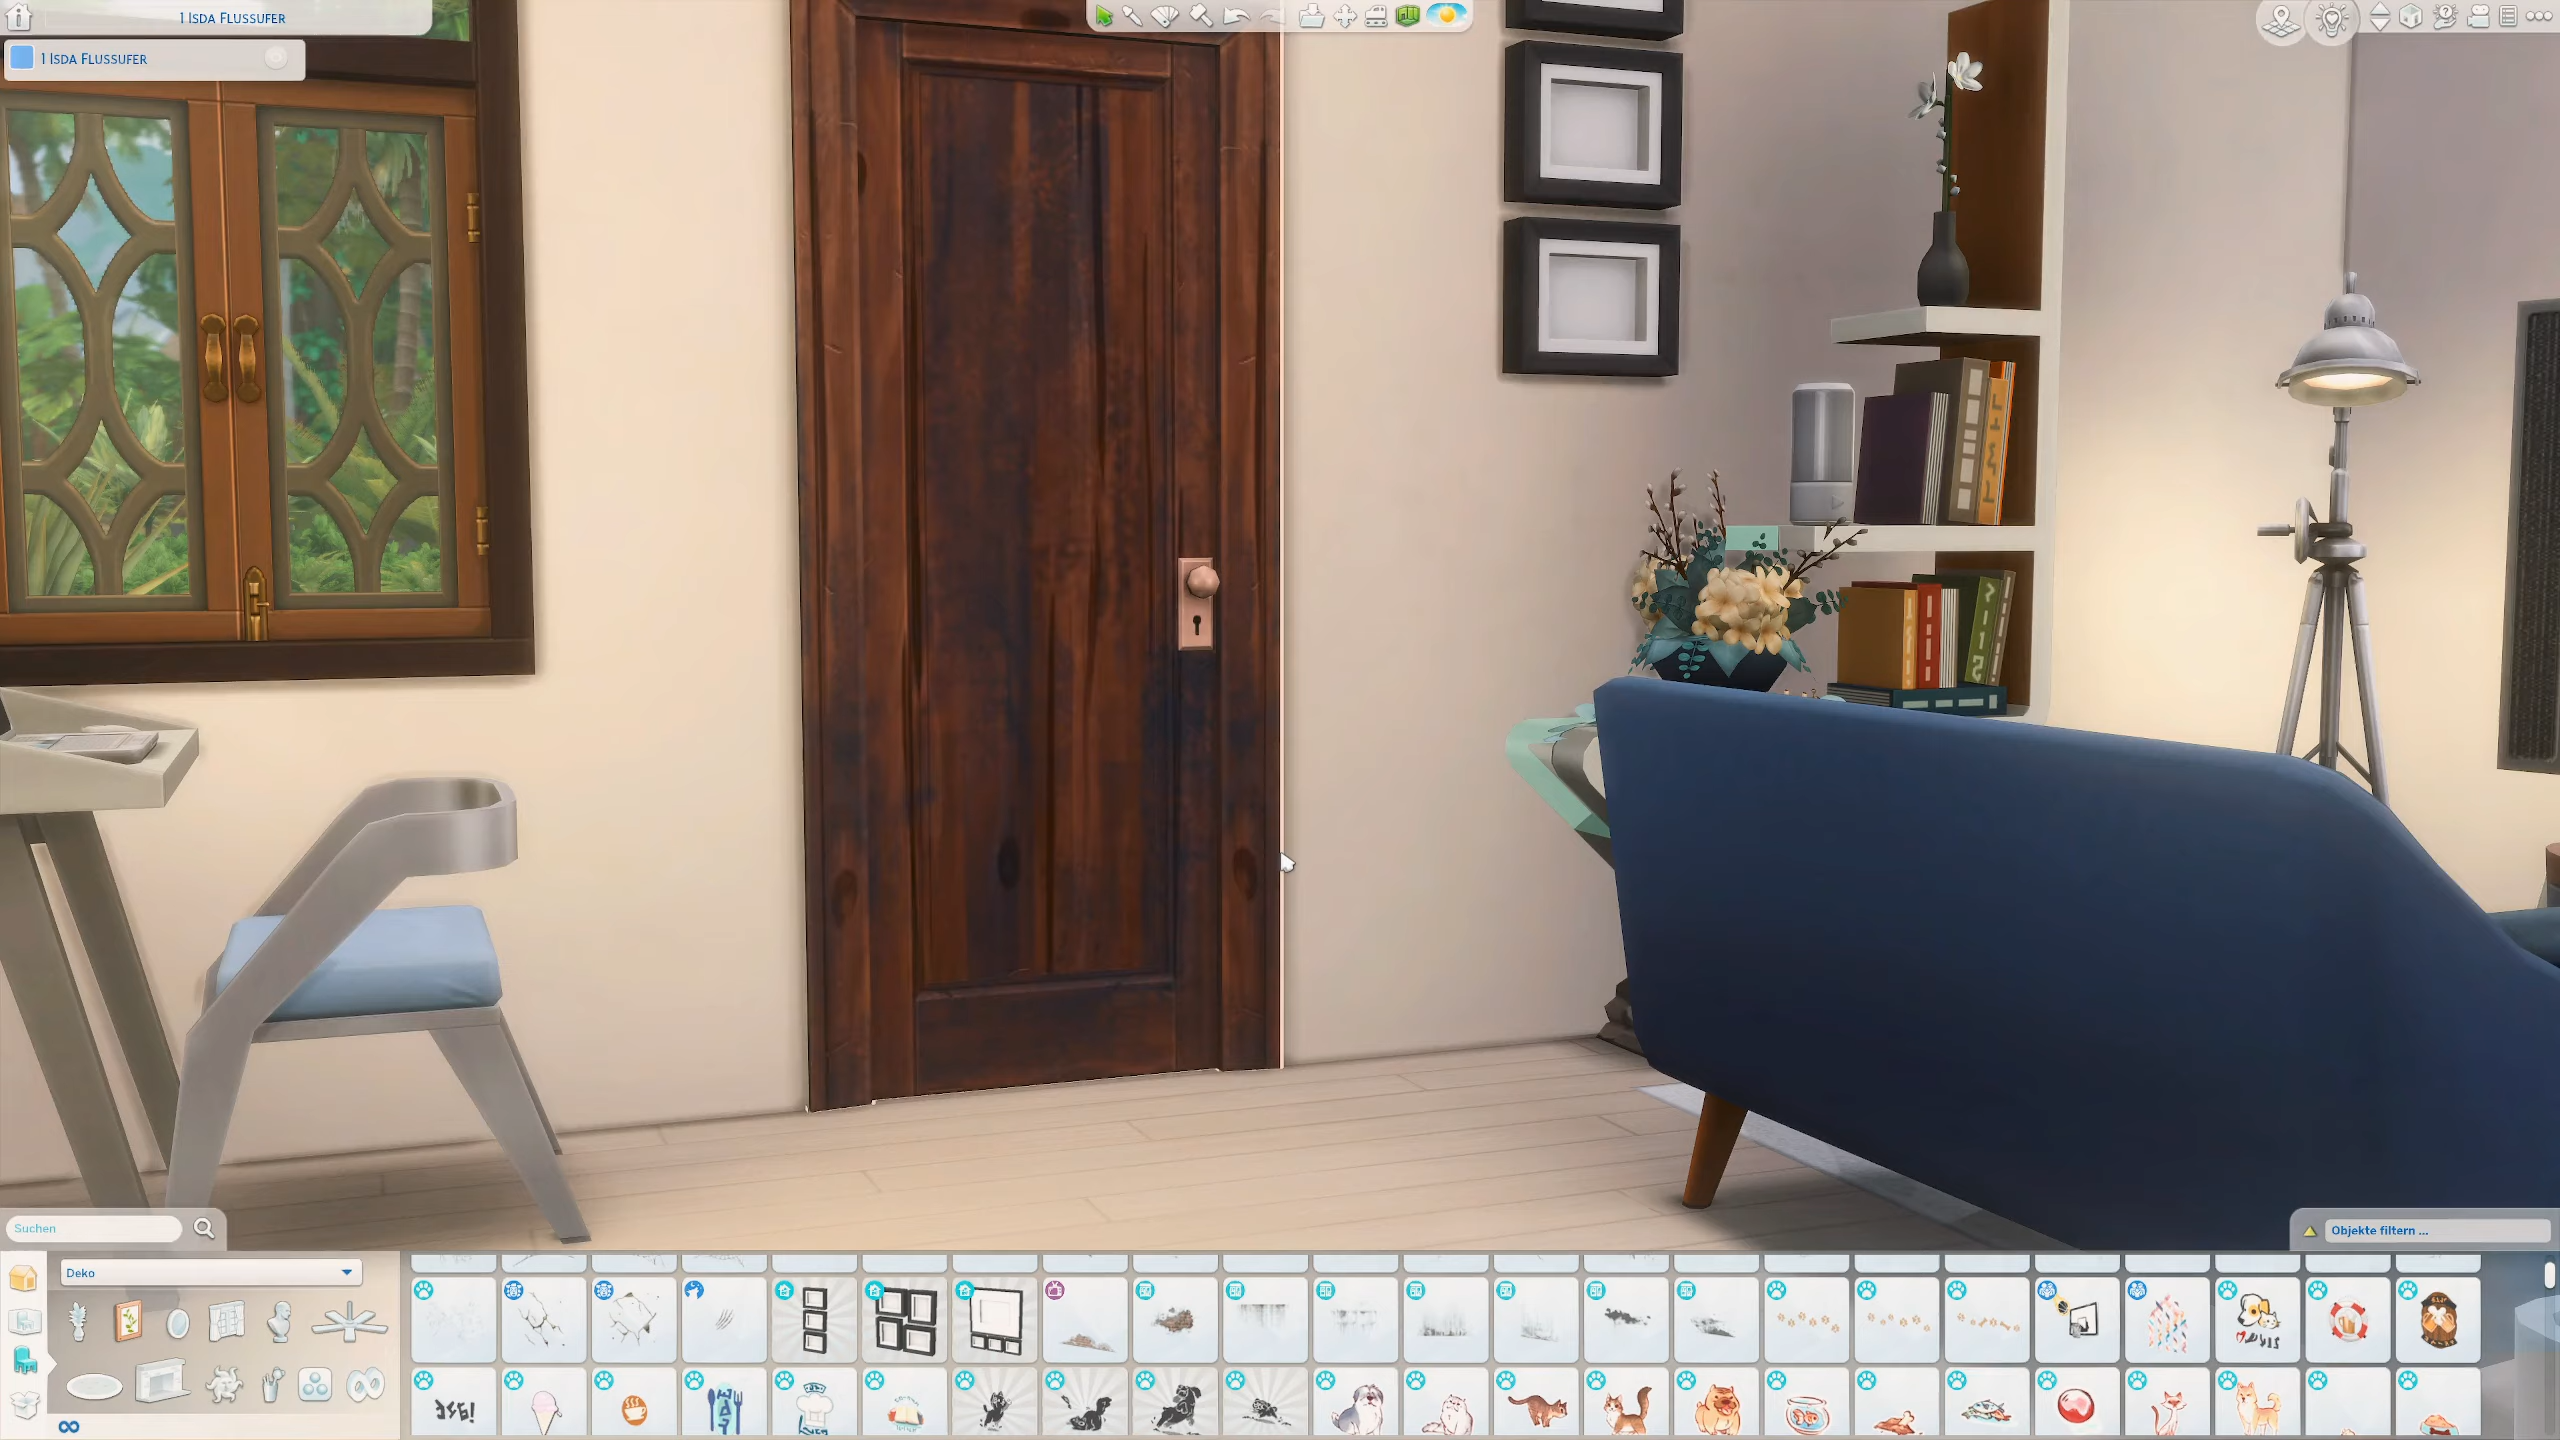 1 Isda Flussufer
1 Isda Flussufer
Suchen
Objekte filtern ...
Deko